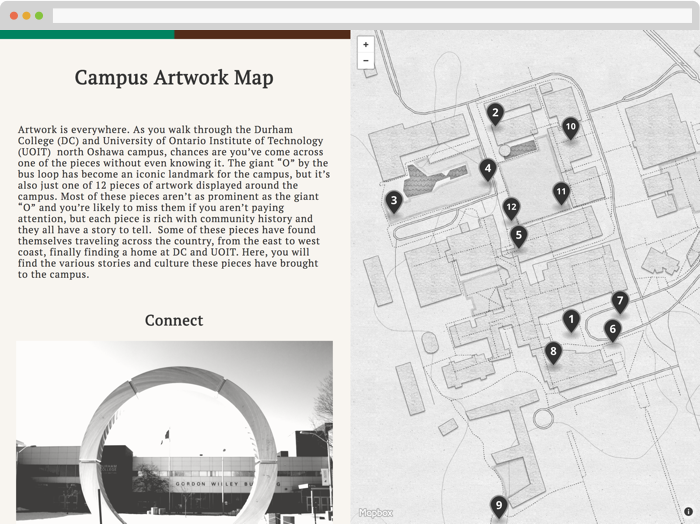 Campus Artwork Map
Artwork is everywhere. As you walk through the Durham
College (DC) and University of Ontario Institute of Technology
(UOIT)  north Oshawa campus, chances are you've come across
one of the pieces without even knowing it. The giant "O" by the
bus loop has become an iconic landmark for the campus, but it's
also just one of 12 pieces of artwork displayed around the
campus. Most of these pieces aren't as prominent as the giant
"O" and you're likely to miss them if you aren't paying
attention, but each piece is rich with community history and
they all have a story to tell.  Some of these pieces have found
themselves traveling across the country, from the east to west
coast, finally finding a home at DC and UOIT. Here, you will
find the various stories and culture these pieces have brought
to the campus.
Connect
GORDON WILLEY BU
+
−
2
10
4
11
3
12
5
7
1
6
8
9
Mapbox
i